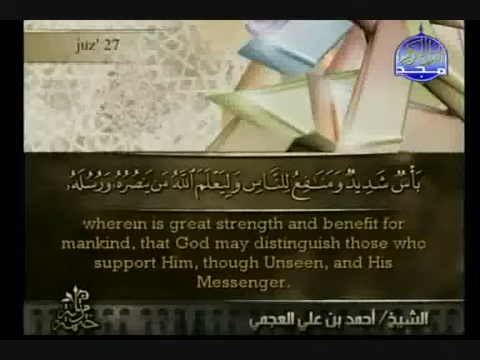 juz' 27
مجد
بَأْسٌ شَدِيدٌ وَمَنَٰفِعُ لِلنَّاسِ وَلِيَعْلَمَ ٱللَّهُ مَن يَنصُرُهُۥ وَرُسُلَهُۥ
wherein is great strength and benefit for
mankind, that God may distinguish those who
support Him, though Unseen, and His
Messenger.
الشيخ/ أحمد بن علي العجمي